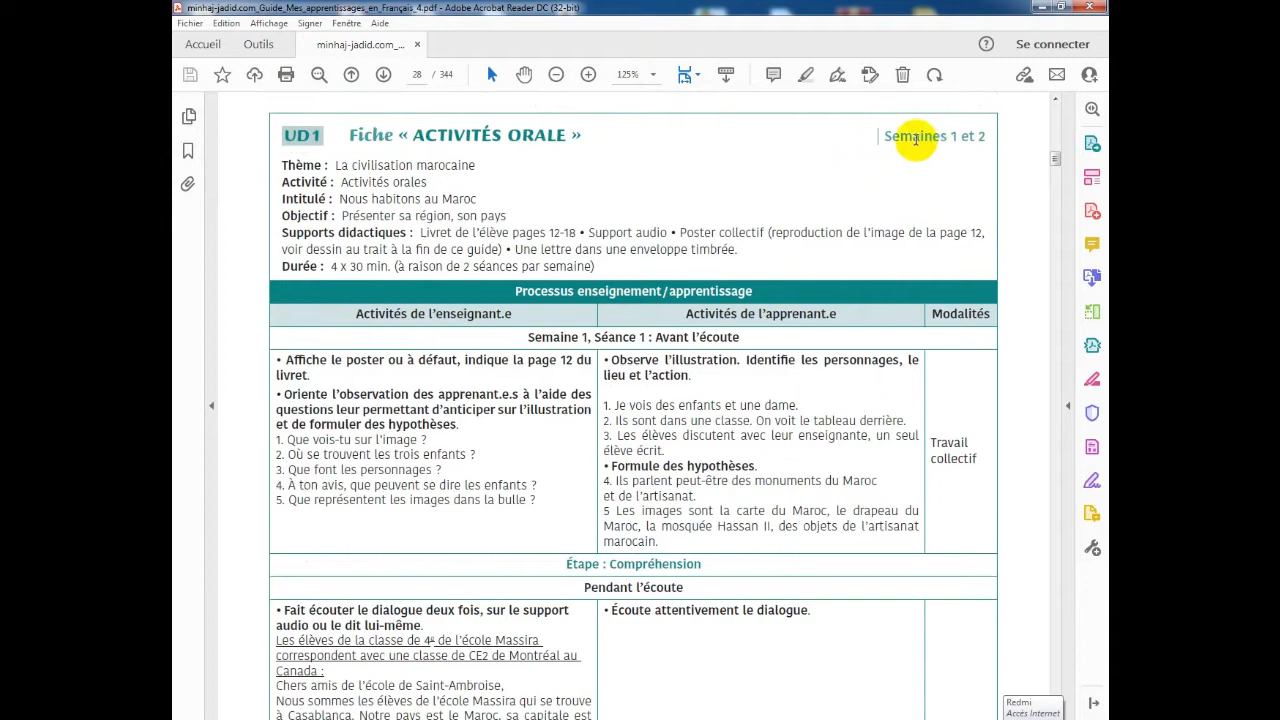 minhaj-jadid.com_Guide_Mes_apprentissages_en_Français_4.pdf - Adobe Acrobat Reader DC (32-bit)
Fichier Edition Affichage Signer Fenêtre Aide
Accueil Outils minhaj-jadid.com_... × Se connecter
28 / 344 125%
UD1 Fiche « ACTIVITÉS ORALE » Semaines 1 et 2
Thème : La civilisation marocaine
Activité : Activités orales
Intitulé : Nous habitons au Maroc
Objectif : Présenter sa région, son pays
Supports didactiques : Livret de l'élève pages 12-18 • Support audio • Poster collectif (reproduction de l'image de la page 12,
voir dessin au trait à la fin de ce guide) • Une lettre dans une enveloppe timbrée.
Durée : 4 x 30 min. (à raison de 2 séances par semaine)
Processus enseignement/apprentissage
Activités de l'enseignant.e Activités de l'apprenant.e Modalités
Semaine 1, Séance 1 : Avant l'écoute
• Affiche le poster ou à défaut, indique la page 12 du
livret.
• Oriente l'observation des apprenant.e.s à l'aide des
questions leur permettant d'anticiper sur l'illustration
et de formuler des hypothèses.
1. Que vois-tu sur l'image ?
2. Où se trouvent les trois enfants ?
3. Que font les personnages ?
4. À ton avis, que peuvent se dire les enfants ?
5. Que représentent les images dans la bulle ?
• Observe l'illustration. Identifie les personnages, le
lieu et l'action.
1. Je vois des enfants et une dame.
2. Ils sont dans une classe. On voit le tableau derrière.
3. Les élèves discutent avec leur enseignante, un seul
élève écrit.
• Formule des hypothèses.
4. Ils parlent peut-être des monuments du Maroc
et de l'artisanat.
5 Les images sont la carte du Maroc, le drapeau du
Maroc, la mosquée Hassan II, des objets de l'artisanat
marocain.
Travail
collectif
Étape : Compréhension
Pendant l'écoute
• Fait écouter le dialogue deux fois, sur le support
audio ou le dit lui-même.
Les élèves de la classe de 4e de l'école Massira
correspondent avec une classe de CE2 de Montréal au
Canada :
Chers amis de l'école de Saint-Ambroise,
Nous sommes les élèves de l'école Massira qui se trouve
à Casablanca. Notre pays est le Maroc, sa capitale est
• Écoute attentivement le dialogue.
Redmi
Accès Internet